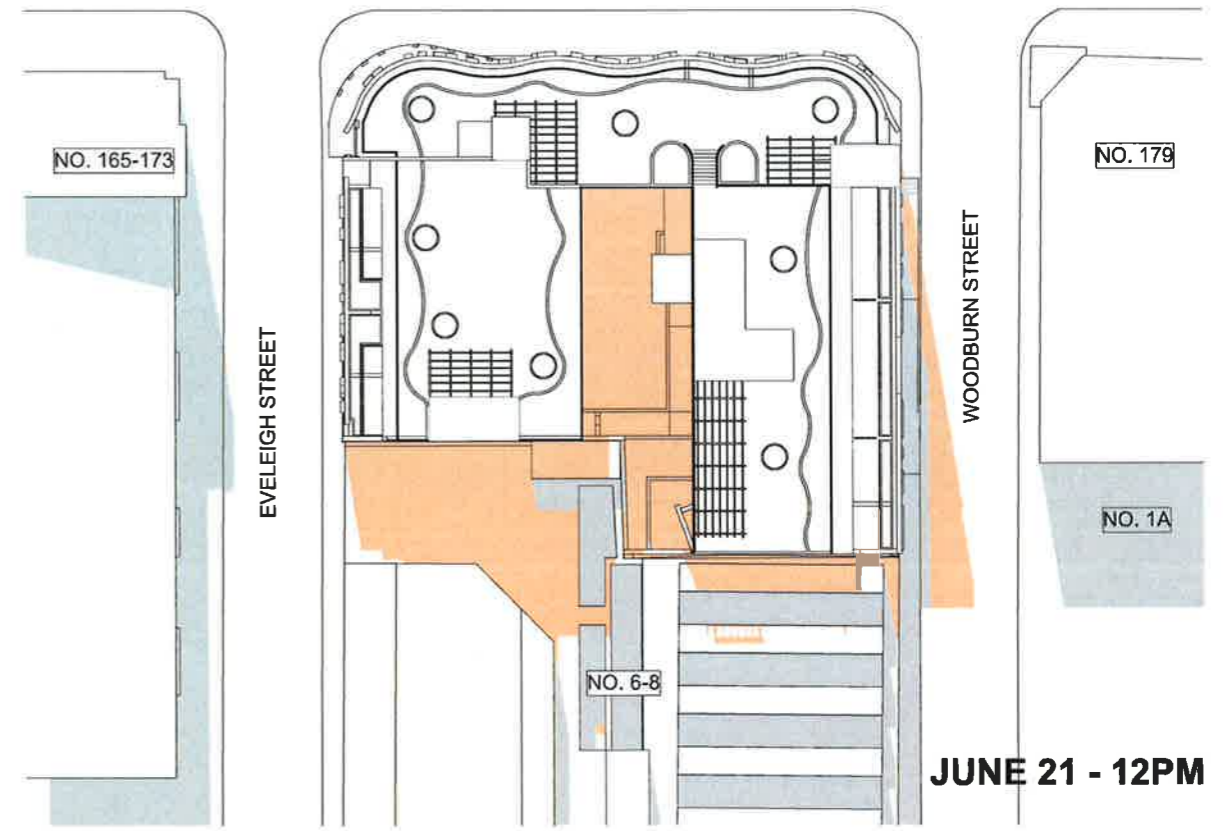 NO. 165-173
NO. 179
EVELEIGH STREET
WOODBURN STREET
NO. 1A
NO. 6-8
JUNE 21 - 12PM